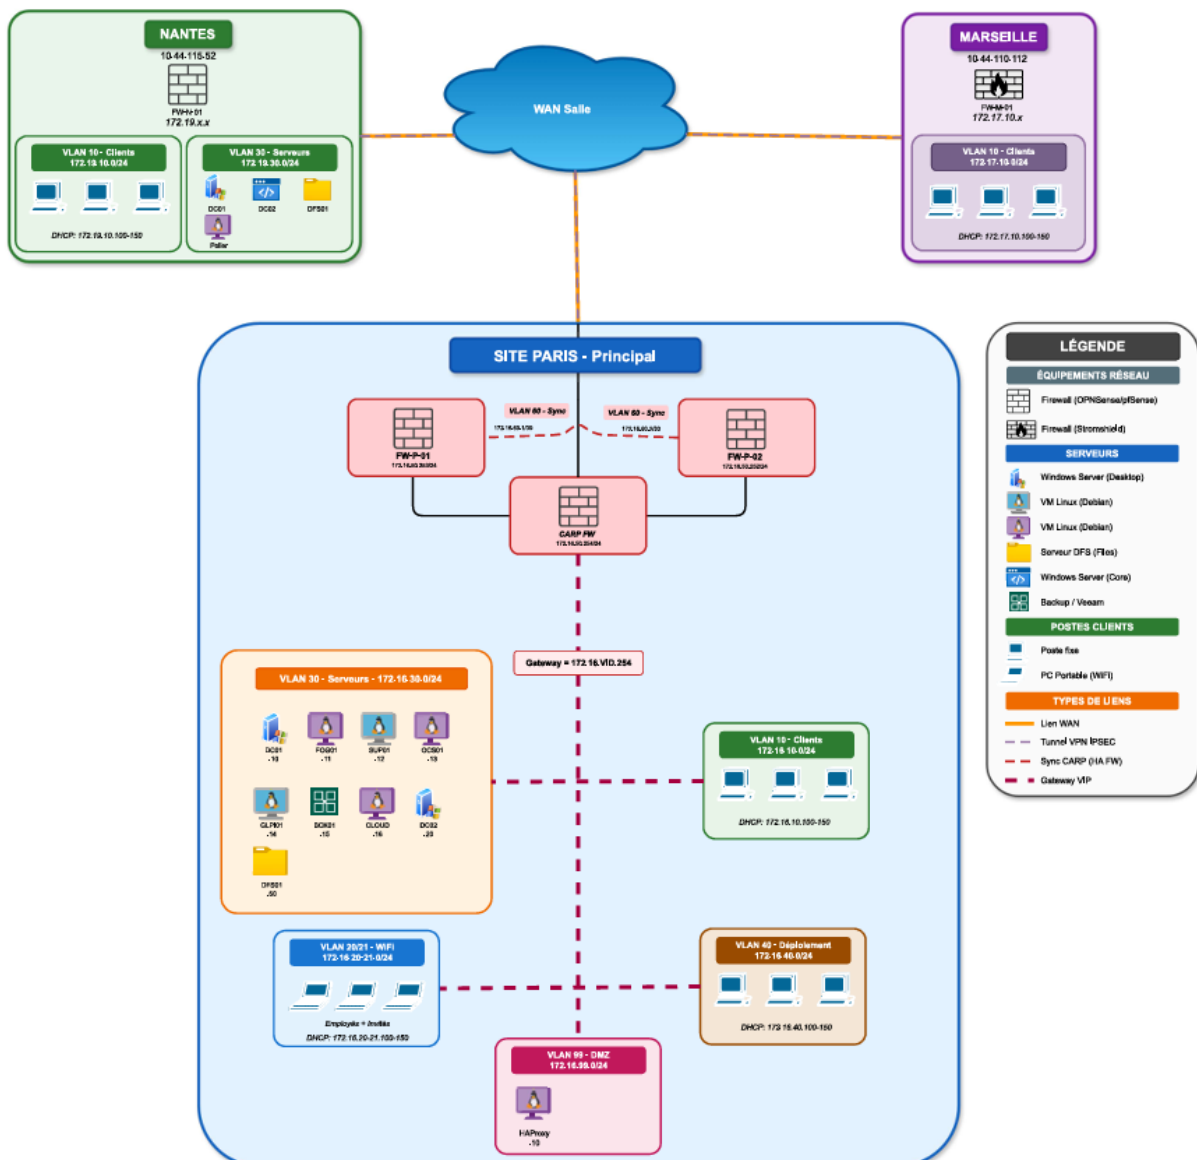 NANTES
10-44-115-52
FW-N-01
172.19.x.x
VLAN 10 - Clients
172.19.10.0/24
DHCP: 172.19.10.100-150
VLAN 30 - Serveurs
172.19.30.0/24
DC01
DC02
DFS01
WAN Salle
MARSEILLE
10-44-110-112
FW-M-01
172.17.10.x
VLAN 10 - Clients
172-17-10-0/24
DHCP: 172.17.10.100-150
SITE PARIS - Principal
VLAN 60 - Sync
VLAN 60 - Sync
FW-P-01
FW-P-02
CARP FW
Gateway = 172.16.VID.254
VLAN 30 - Serveurs - 172-16-30-0/24
DC01
.10
FOG01
.11
SUP01
.12
OCS01
.13
GLPI01
.14
.15
CLOUD
.16
DC02
.20
DFS01
.50
VLAN 10 - Clients
172-16-10-0/24
DHCP: 172.16.10.100-150
VLAN 20/21 - WiFi
172-16-20-21-0/24
Employés + Invités
DHCP: 172.16.20-21.100-150
VLAN 40 - Déploiement
172-16-40-0/24
DHCP: 172.16.40.100-150
VLAN 99 - DMZ
172.16.99.0/24
HAProxy
.10
LÉGENDE
ÉQUIPEMENTS RÉSEAU
Firewall (OPNSense/pfSense)
Firewall (Stromshield)
SERVEURS
Windows Server (Desktop)
VM Linux (Debian)
VM Linux (Debian)
Serveur DFS (Files)
Windows Server (Core)
Backup / Veeam
POSTES CLIENTS
Poste fixe
PC Portable (WiFi)
TYPES DE LIENS
Lien WAN
Tunnel VPN IPSEC
Sync CARP (HA FW)
Gateway VIP